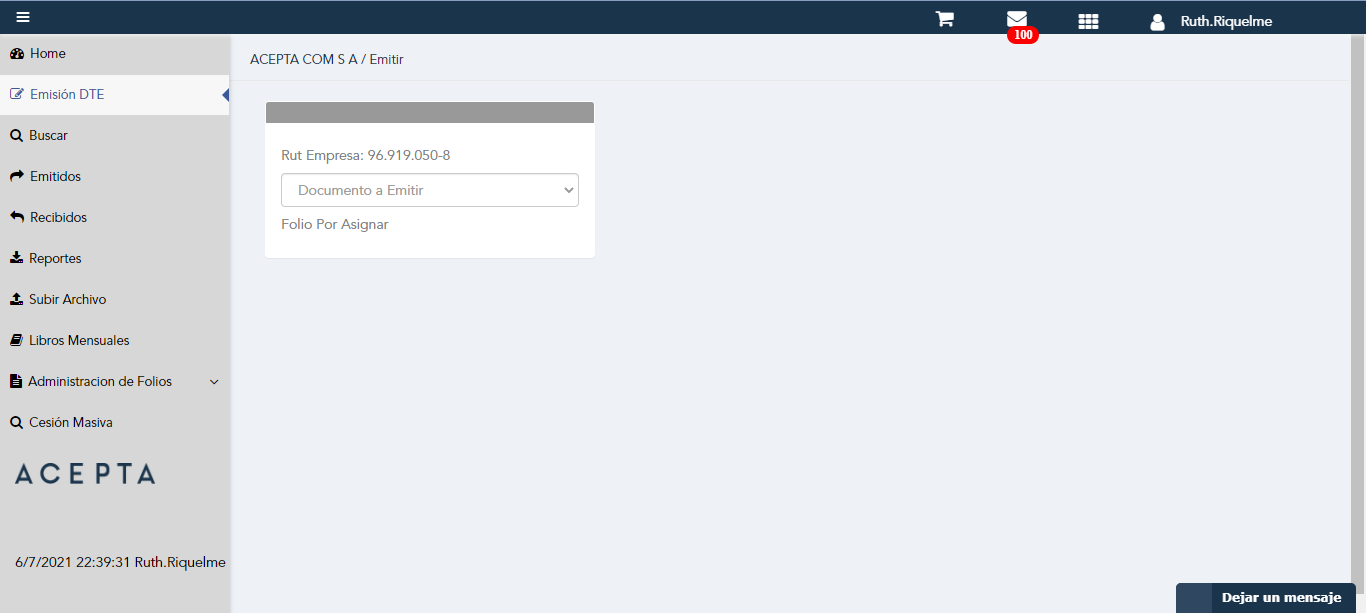 Ruth.Riquelme
100
Home
Emisión DTE
Buscar
Emitidos
Recibidos
Reportes
Subir Archivo
Libros Mensuales
Administracion de Folios
Cesión Masiva
ACEPTA
6/7/2021 22:39:31 Ruth.Riquelme
ACEPTA COM S A / Emitir
Rut Empresa: 96.919.050-8
Documento a Emitir
Folio Por Asignar
Dejar un mensaje